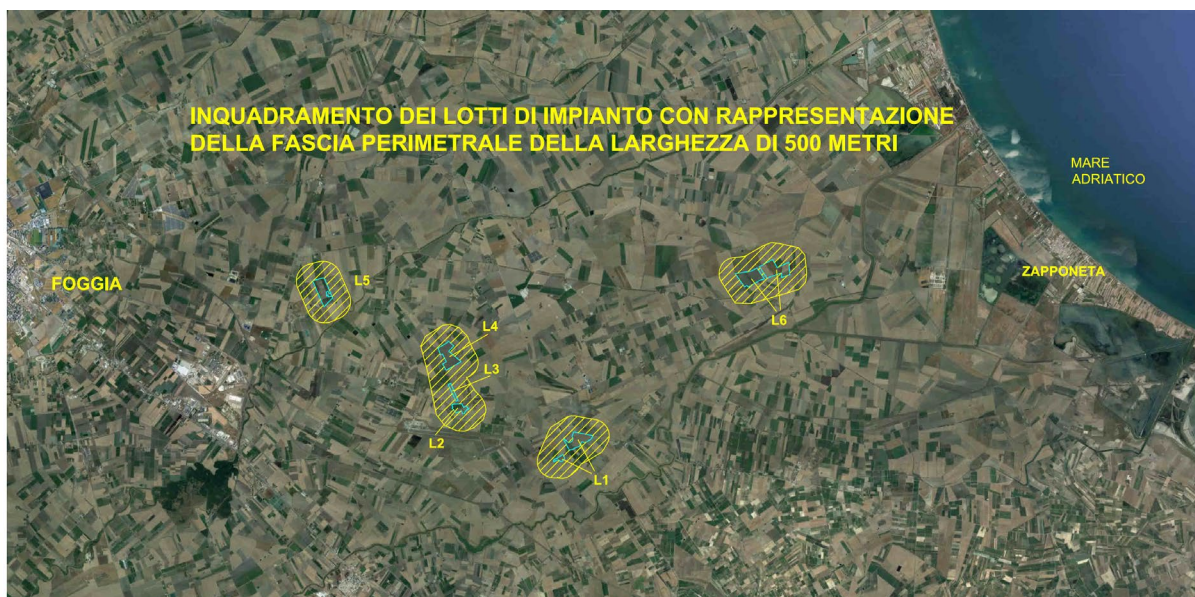 INQUADRAMENTO DEI LOTTI DI IMPIANTO CON RAPPRESENTAZIONE
DELLA FASCIA PERIMETRALE DELLA LARGHEZZA DI 500 METRI
MARE
ADRIATICO
ZAPPONETA
FOGGIA
L5
L6
L4
L3
L2
L1